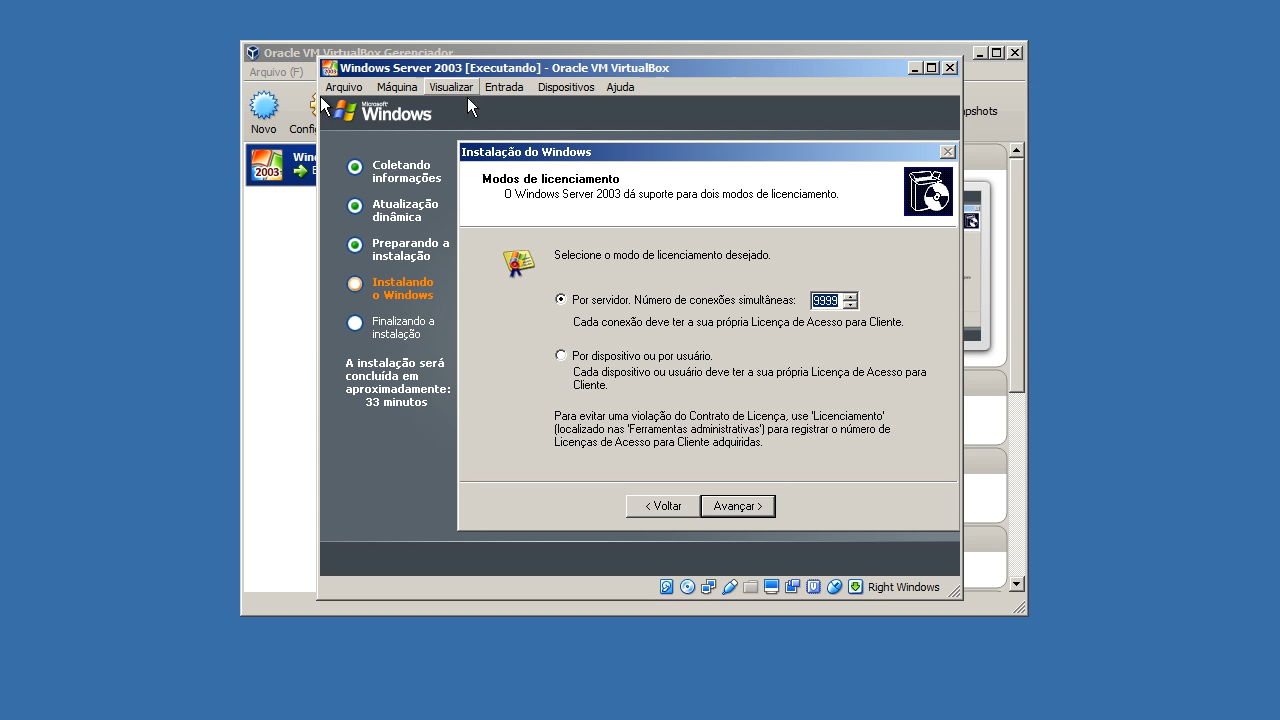 Oracle VM VirtualBox Gerenciador
Arquivo (F)
Novo
2003
Windows Server 2003 [Executando] - Oracle VM VirtualBox
Arquivo Máquina Visualizar Entrada Dispositivos Ajuda
Microsoft
Windows
Coletando
informações
Atualização
dinâmica
Preparando a
instalação
Instalando
o Windows
Finalizando a
instalação
A instalação será
concluída em
aproximadamente:
33 minutos
Instalação do Windows
Modos de licenciamento
O Windows Server 2003 dá suporte para dois modos de licenciamento.
Selecione o modo de licenciamento desejado.
Por servidor. Número de conexões simultâneas: 9999
Cada conexão deve ter a sua própria Licença de Acesso para Cliente.
Por dispositivo ou por usuário.
Cada dispositivo ou usuário deve ter a sua própria Licença de Acesso para
Cliente.
Para evitar uma violação do Contrato de Licença, use 'Licenciamento'
(localizado nas 'Ferramentas administrativas') para registrar o número de
Licenças de Acesso para Cliente adquiridas.
< Voltar Avançar >
Right Windows